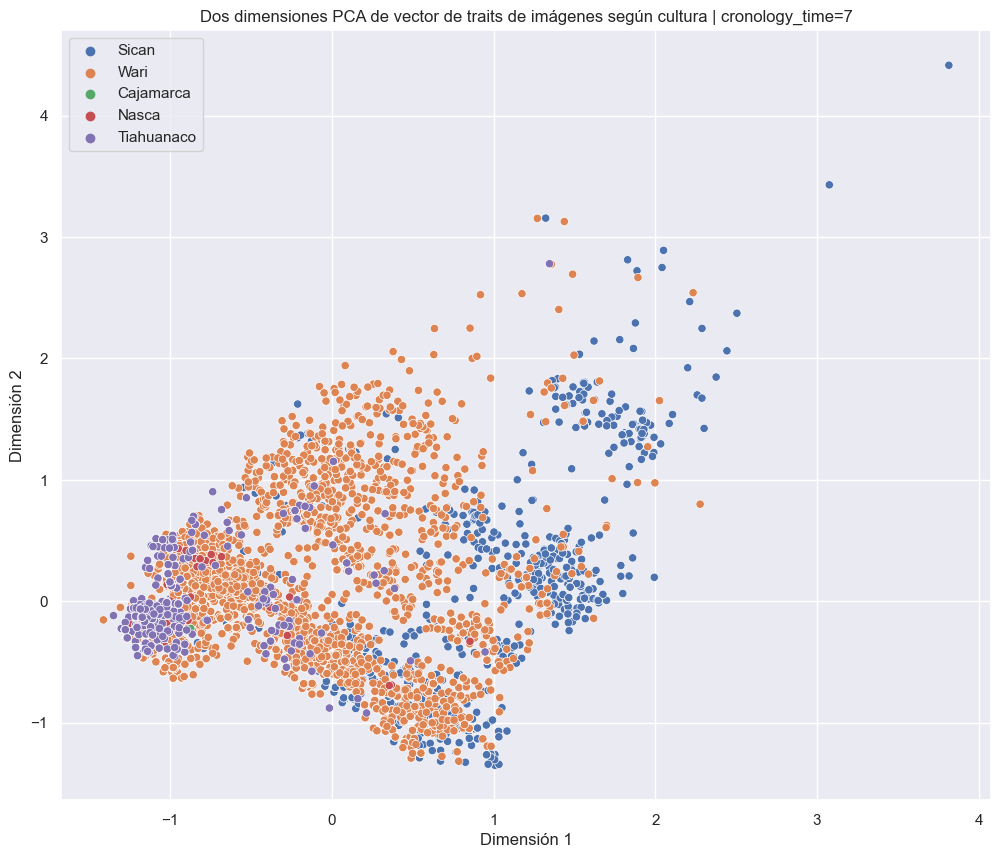 Dos dimensiones PCA de vector de traits de imágenes según cultura | cronology_time=7
Sican
Wari
Cajamarca
Nasca
Tiahuanaco
4
3
2
1
0
−1
Dimensión 2
−1
0
1
2
3
4
Dimensión 1